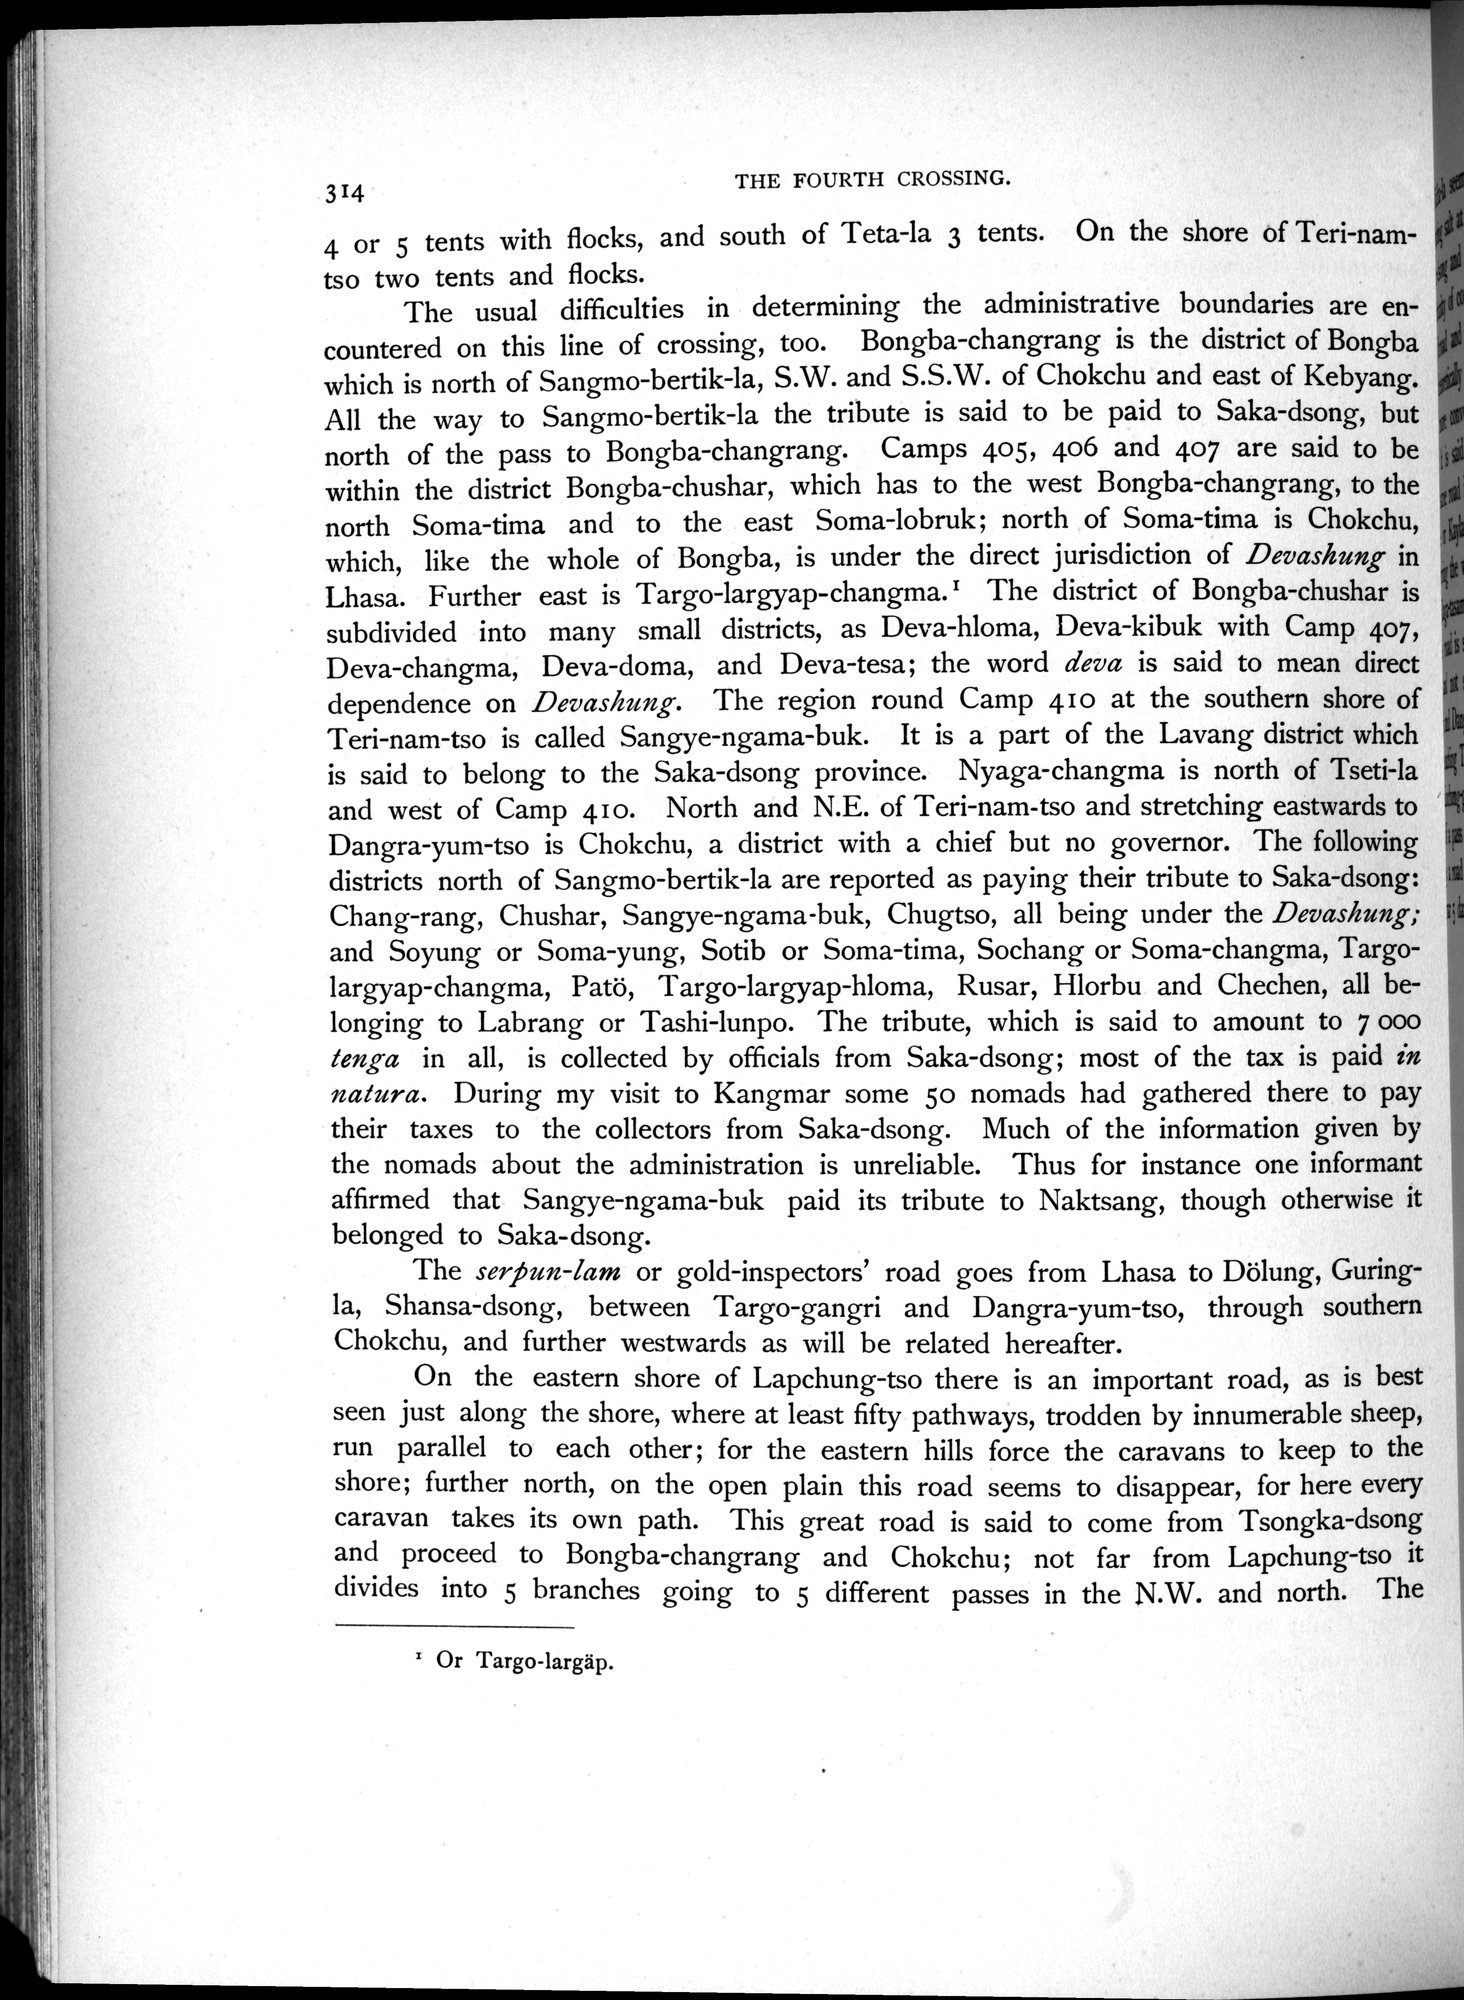 314
THE FOURTH CROSSING.
4 or 5 tents with flocks, and south of Teta-la 3 tents. On the shore of Teri-nam-
tso two tents and flocks.
The usual difficulties in determining the administrative boundaries are en-
countered on this line of crossing, too. Bongba-changrang is the district of Bongba
which is north of Sangmo-bertik-la, S.W. and S.S.W. of Chokchu and east of Kebyang.
All the way to Sangmo-bertik-la the tribute is said to be paid to Saka-dsong, but
north of the pass to Bongba-changrang. Camps 405, 406 and 407 are said to be
within the district Bongba-chushar, which has to the west Bongba-changrang, to the
north Soma-tima and to the east Soma-lobruk; north of Soma-tima is Chokchu,
which, like the whole of Bongba, is under the direct jurisdiction of Devashung in
Lhasa. Further east is Targo-largyap-changma.¹ The district of Bongba-chushar is
subdivided into many small districts, as Deva-hloma, Deva-kibuk with Camp 407,
Deva-changma, Deva-doma, and Deva-tesa; the word deva is said to mean direct
dependence on Devashung. The region round Camp 410 at the southern shore of
Teri-nam-tso is called Sangye-ngama-buk. It is a part of the Lavang district which
is said to belong to the Saka-dsong province. Nyaga-changma is north of Tseti-la
and west of Camp 410. North and N.E. of Teri-nam-tso and stretching eastwards to
Dangra-yum-tso is Chokchu, a district with a chief but no governor. The following
districts north of Sangmo-bertik-la are reported as paying their tribute to Saka-dsong:
Chang-rang, Chushar, Sangye-ngama-buk, Chugtso, all being under the Devashung;
and Soyung or Soma-yung, Sotib or Soma-tima, Sochang or Soma-changma, Targo-
largyap-changma, Patö, Targo-largyap-hloma, Rusar, Hlorbu and Chechen, all be-
longing to Labrang or Tashi-lunpo. The tribute, which is said to amount to 7 000
tenga in all, is collected by officials from Saka-dsong; most of the tax is paid in
natura. During my visit to Kangmar some 50 nomads had gathered there to pay
their taxes to the collectors from Saka-dsong. Much of the information given by
the nomads about the administration is unreliable. Thus for instance one informant
affirmed that Sangye-ngama-buk paid its tribute to Naktsang, though otherwise it
belonged to Saka-dsong.
The serpun-lam or gold-inspectors' road goes from Lhasa to Dölung, Guring-
la, Shansa-dsong, between Targo-gangri and Dangra-yum-tso, through southern
Chokchu, and further westwards as will be related hereafter.
On the eastern shore of Lapchung-tso there is an important road, as is best
seen just along the shore, where at least fifty pathways, trodden by innumerable sheep,
run parallel to each other; for the eastern hills force the caravans to keep to the
shore; further north, on the open plain this road seems to disappear, for here every
caravan takes its own path. This great road is said to come from Tsongka-dsong
and proceed to Bongba-changrang and Chokchu; not far from Lapchung-tso it
divides into 5 branches going to 5 different passes in the N.W. and north. The
¹ Or Targo-largäp.